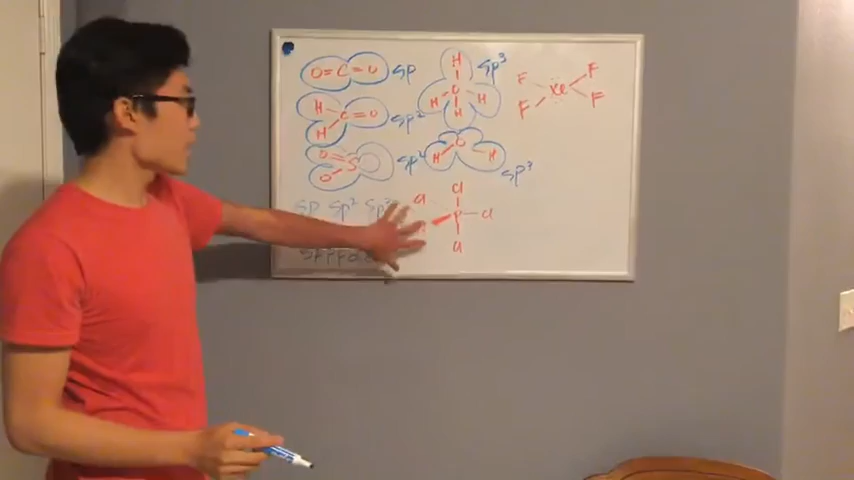 O=C=O sp
H
H C=O sp²
O
O S sp²
sp sp² sp³
H
C
H H
H
sp³
O
H H
sp³
Cl
Cl P Cl
Cl
F Xe F
F F